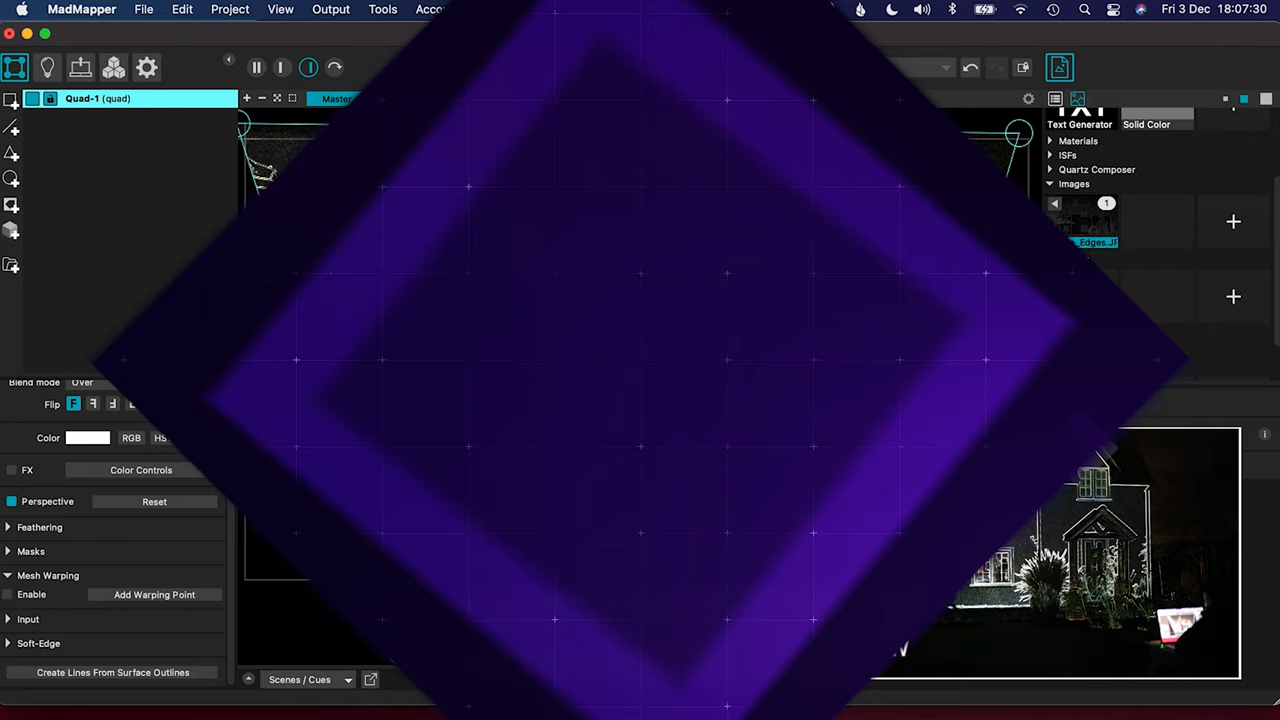 MadMapper File Edit Project View Output Tools Fri 3 Dec 18:07:30
Quad-1 (quad)
Master
Text Generator
Solid Color
Materials
ISFs
Quartz Composer
Images
1
Edges.JP
Blend mode Over
Flip F
Color RGB
FX Color Controls
Perspective Reset
Feathering
Masks
Mesh Warping
Enable Add Warping Point
Input
Soft-Edge
Create Lines From Surface Outlines
Scenes / Cues